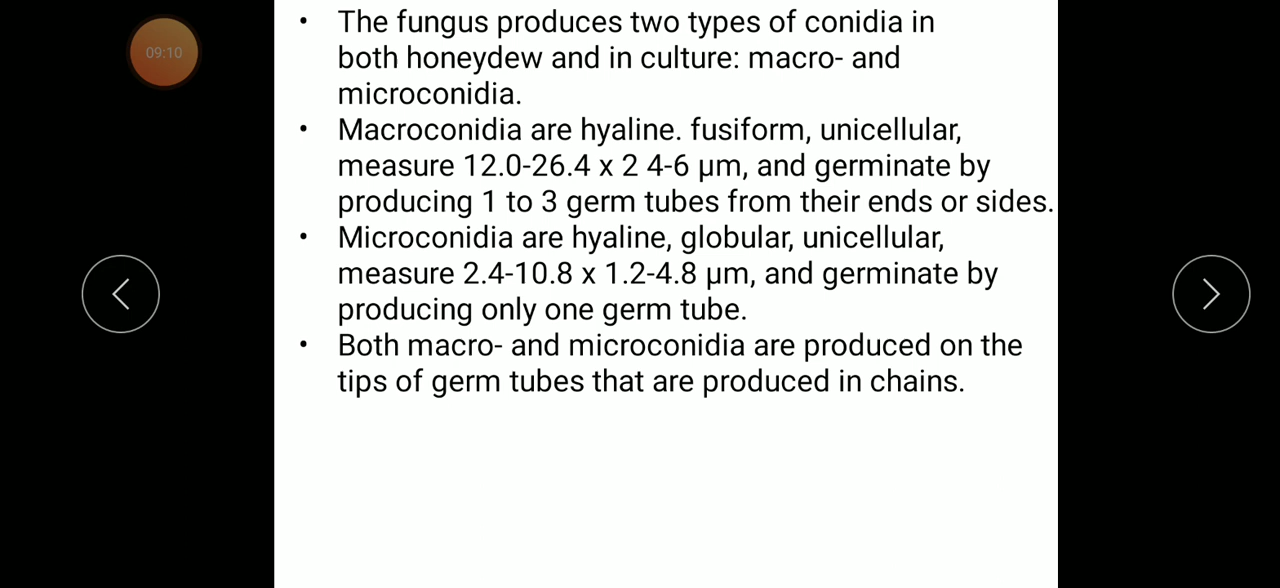 09:10
• The fungus produces two types of conidia in
both honeydew and in culture: macro- and
microconidia.
• Macroconidia are hyaline. fusiform, unicellular,
measure 12.0-26.4 x 2 4-6 μm, and germinate by
producing 1 to 3 germ tubes from their ends or sides.
• Microconidia are hyaline, globular, unicellular,
measure 2.4-10.8 x 1.2-4.8 μm, and germinate by
producing only one germ tube.
• Both macro- and microconidia are produced on the
tips of germ tubes that are produced in chains.